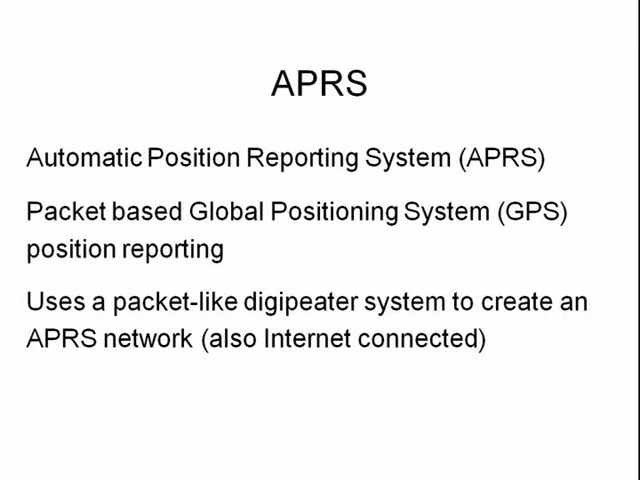 APRS
Automatic Position Reporting System (APRS)
Packet based Global Positioning System (GPS)
position reporting
Uses a packet-like digipeater system to create an
APRS network (also Internet connected)